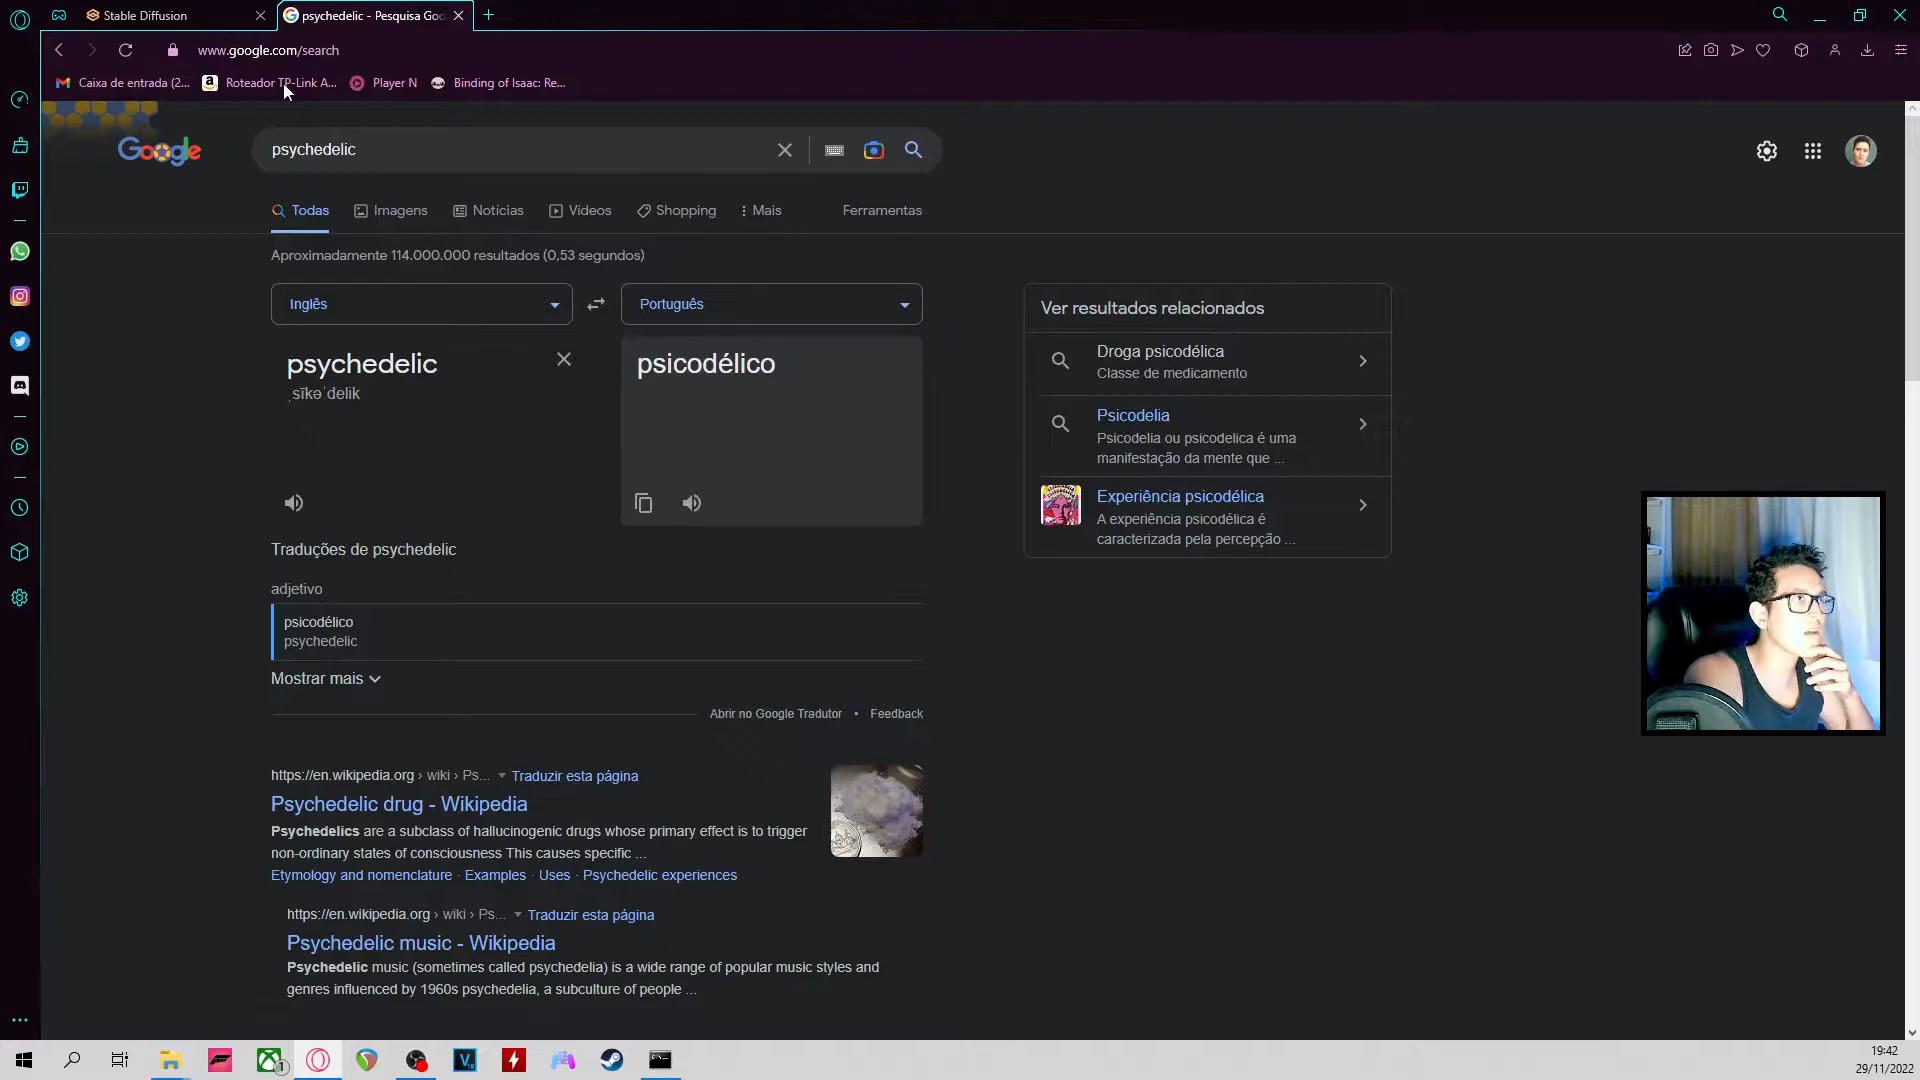 Stable Diffusion
psychedelic - Pesquisa Goo
www.google.com/search
Caixa de entrada (2...
Roteador TP-Link A...
Player N
Binding of Isaac: Re...
Google
psychedelic
Todas
Imagens
Notícias
Vídeos
Shopping
Mais
Ferramentas
Aproximadamente 114.000.000 resultados (0,53 segundos)
Inglês
Português
psychedelic
ˌsīkəˈdelik
psicodélico
Traduções de psychedelic
adjetivo
psicodélico
psychedelic
Mostrar mais
Abrir no Google Tradutor • Feedback
Ver resultados relacionados
Droga psicodélica
Classe de medicamento
Psicodelia
Psicodelia ou psicodelica é uma
manifestação da mente que ...
Experiência psicodélica
A experiência psicodélica é
caracterizada pela percepção ...
https://en.wikipedia.org › wiki › Ps... Traduzir esta página
Psychedelic drug - Wikipedia
Psychedelics are a subclass of hallucinogenic drugs whose primary effect is to trigger
non-ordinary states of consciousness This causes specific ...
Etymology and nomenclature · Examples · Uses · Psychedelic experiences
https://en.wikipedia.org › wiki › Ps... Traduzir esta página
Psychedelic music - Wikipedia
Psychedelic music (sometimes called psychedelia) is a wide range of popular music styles and
genres influenced by 1960s psychedelia, a subculture of people ...
19:42
29/11/2022